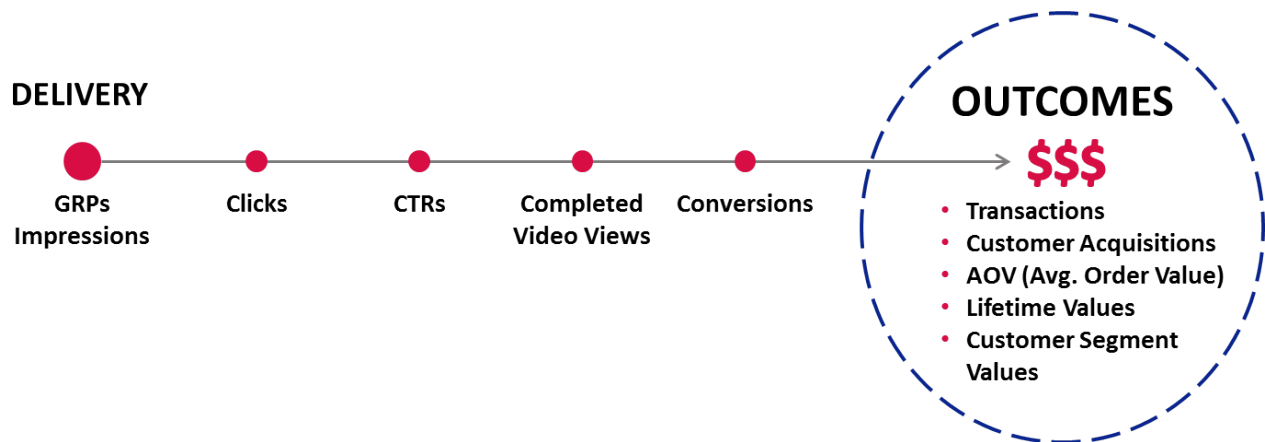 DELIVERY
OUTCOMES
$$$
GRPs
Impressions
Clicks
CTRs
Completed
Video Views
Conversions
• Transactions
• Customer Acquisitions
• AOV (Avg. Order Value)
• Lifetime Values
• Customer Segment
Values